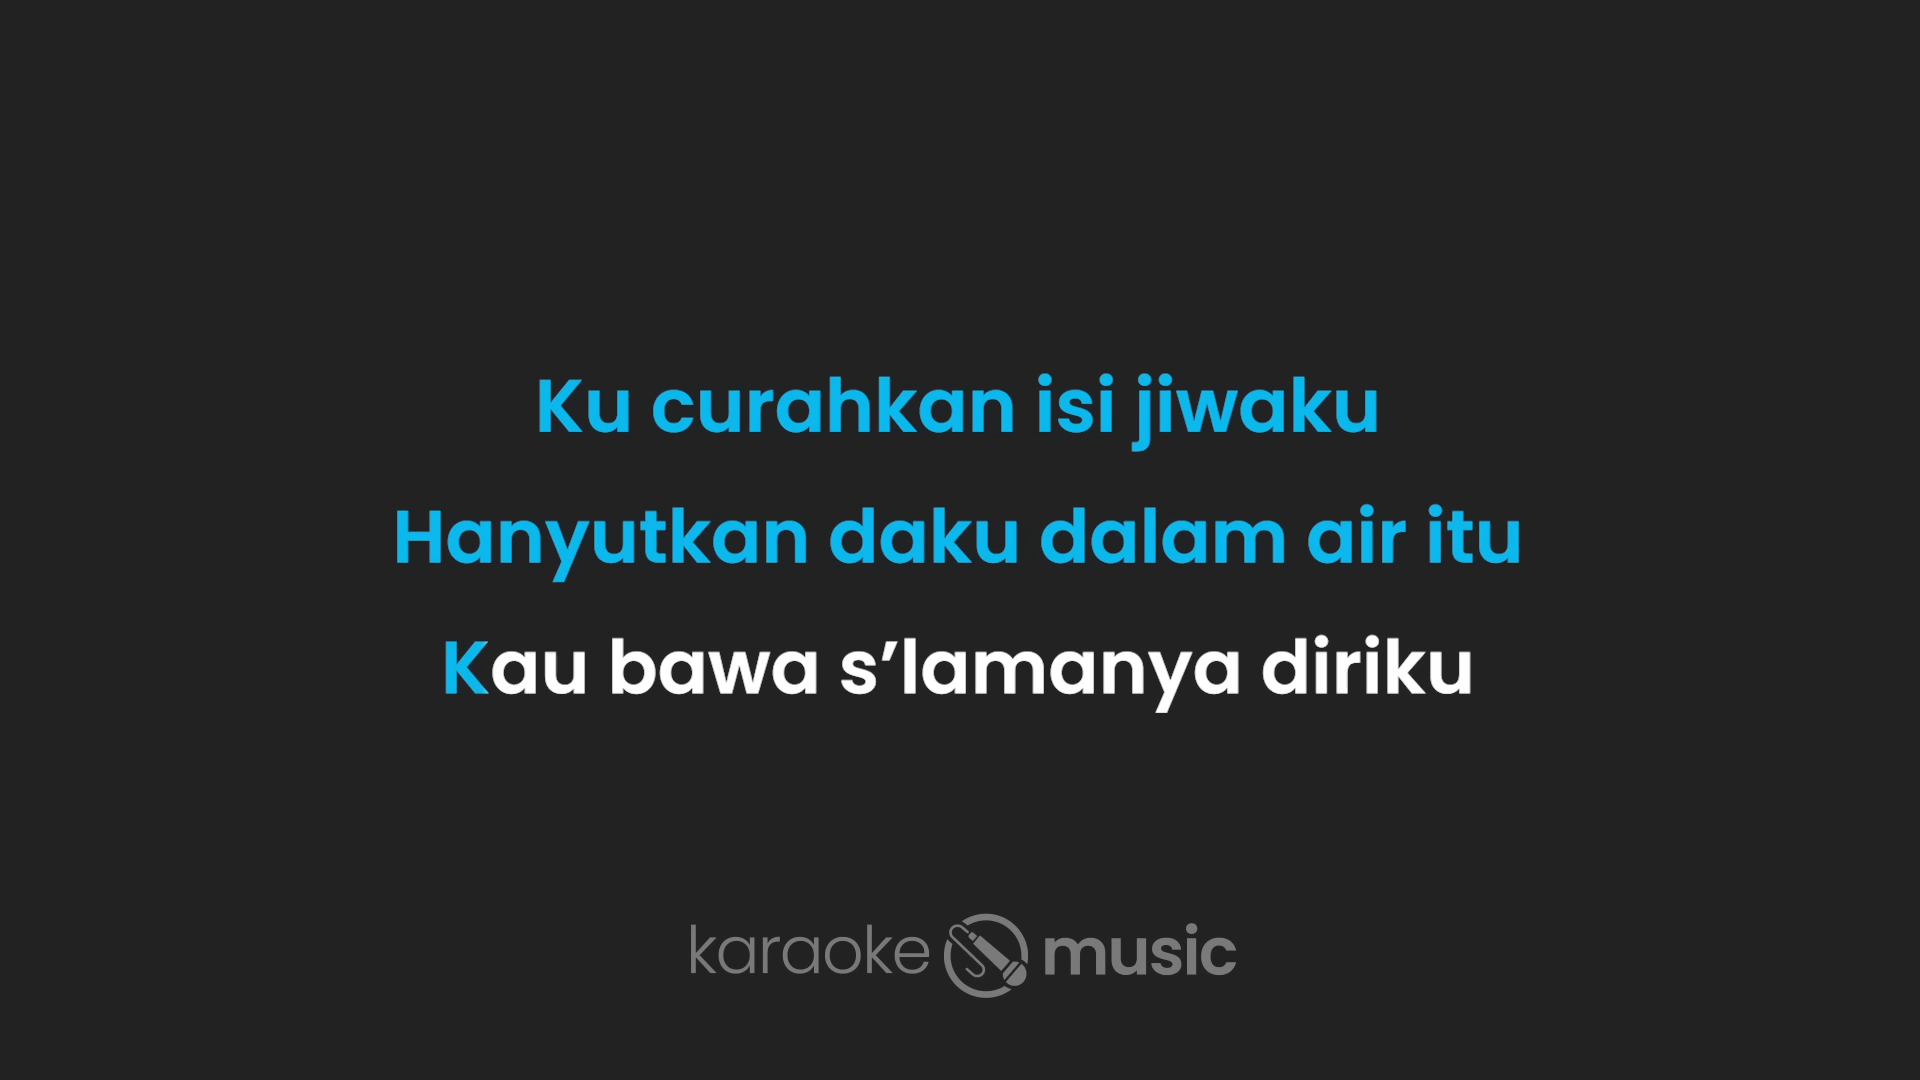 Ku curahkan isi jiwaku
Hanyutkan daku dalam air itu
Kau bawa s’lamanya diriku
karaoke music